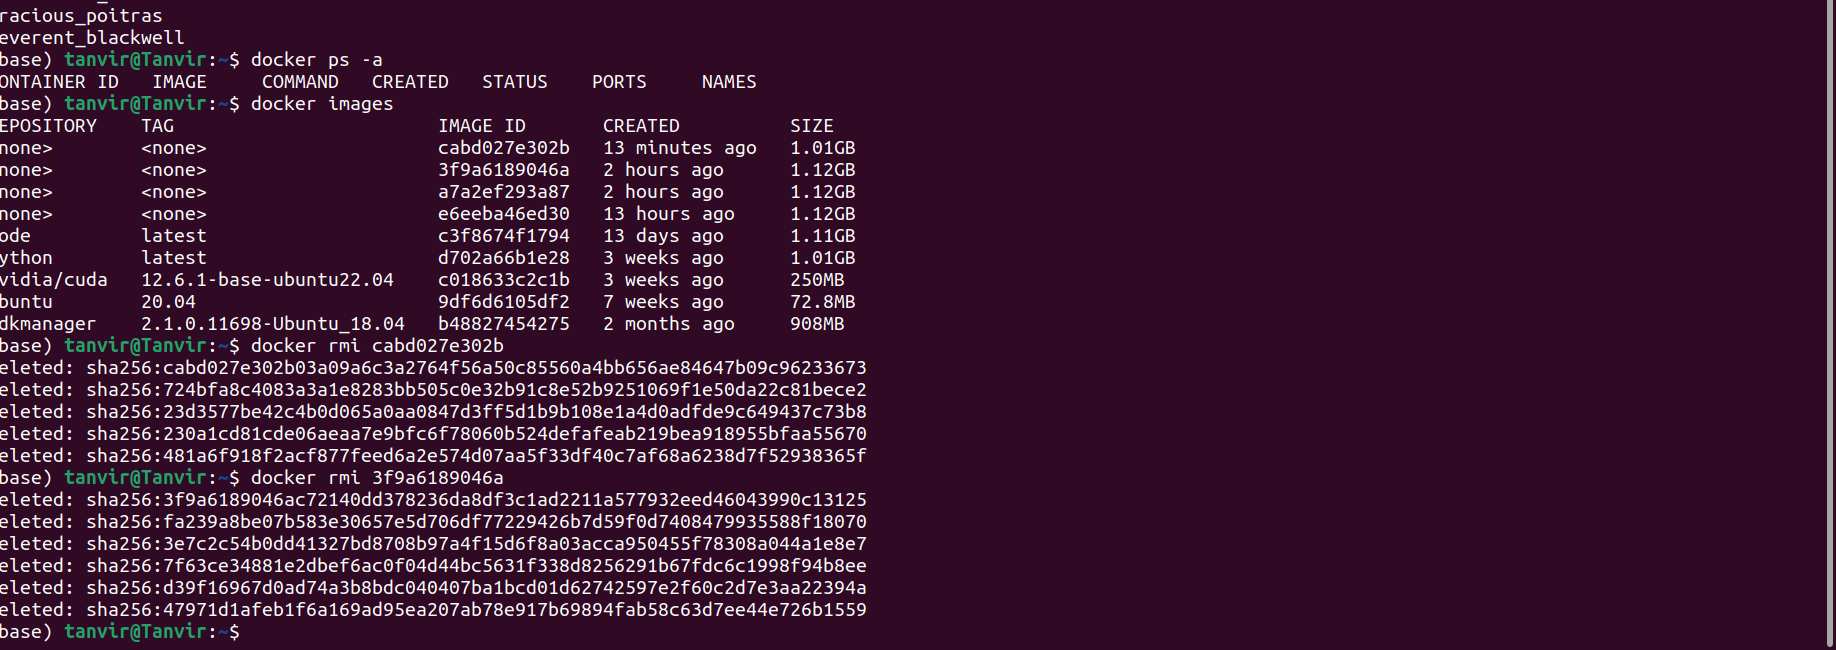 racious_poitras
everent_blackwell
base) tanvir@Tanvir:~$ docker ps -a
ONTAINER ID   IMAGE     COMMAND   CREATED   STATUS    PORTS     NAMES
base) tanvir@Tanvir:~$ docker images
EPOSITORY    TAG                        IMAGE ID       CREATED          SIZE
none>        <none>                     cabd027e302b   13 minutes ago   1.01GB
none>        <none>                     3f9a6189046a   2 hours ago      1.12GB
none>        <none>                     a7a2ef293a87   2 hours ago      1.12GB
none>        <none>                     e6eeba46ed30   13 hours ago     1.12GB
ode          latest                     c3f8674f1794   13 days ago      1.11GB
ython        latest                     d702a66b1e28   3 weeks ago      1.01GB
vidia/cuda   12.6.1-base-ubuntu22.04    c018633c2c1b   3 weeks ago      250MB
buntu        20.04                      9df6d6105df2   7 weeks ago      72.8MB
dkmanager    2.1.0.11698-Ubuntu_18.04   b48827454275   2 months ago     908MB
base) tanvir@Tanvir:~$ docker rmi cabd027e302b
eleted: sha256:cabd027e302b03a09a6c3a2764f56a50c85560a4bb656ae84647b09c96233673
eleted: sha256:724bfa8c4083a3a1e8283bb505c0e32b91c8e52b9251069f1e50da22c81bece2
eleted: sha256:23d3577be42c4b0d065a0aa0847d3ff5d1b9b108e1a4d0adfde9c649437c73b8
eleted: sha256:230a1cd81cde06aeaa7e9bfc6f78060b524defafeab219bea918955bfaa55670
eleted: sha256:481a6f918f2acf877feed6a2e574d07aa5f33df40c7af68a6238d7f52938365f
base) tanvir@Tanvir:~$ docker rmi 3f9a6189046a
eleted: sha256:3f9a6189046ac72140dd378236da8df3c1ad2211a577932eed46043990c13125
eleted: sha256:fa239a8be07b583e30657e5d706df77229426b7d59f0d7408479935588f18070
eleted: sha256:3e7c2c54b0dd41327bd8708b97a4f15d6f8a03acca950455f78308a044a1e8e7
eleted: sha256:7f63ce34881e2dbef6ac0f04d44bc5631f338d8256291b67fdc6c1998f94b8ee
eleted: sha256:d39f16967d0ad74a3b8bdc040407ba1bcd01d62742597e2f60c2d7e3aa22394a
eleted: sha256:47971d1afeb1f6a169ad95ea207ab78e917b69894fab58c63d7ee44e726b1559
base) tanvir@Tanvir:~$